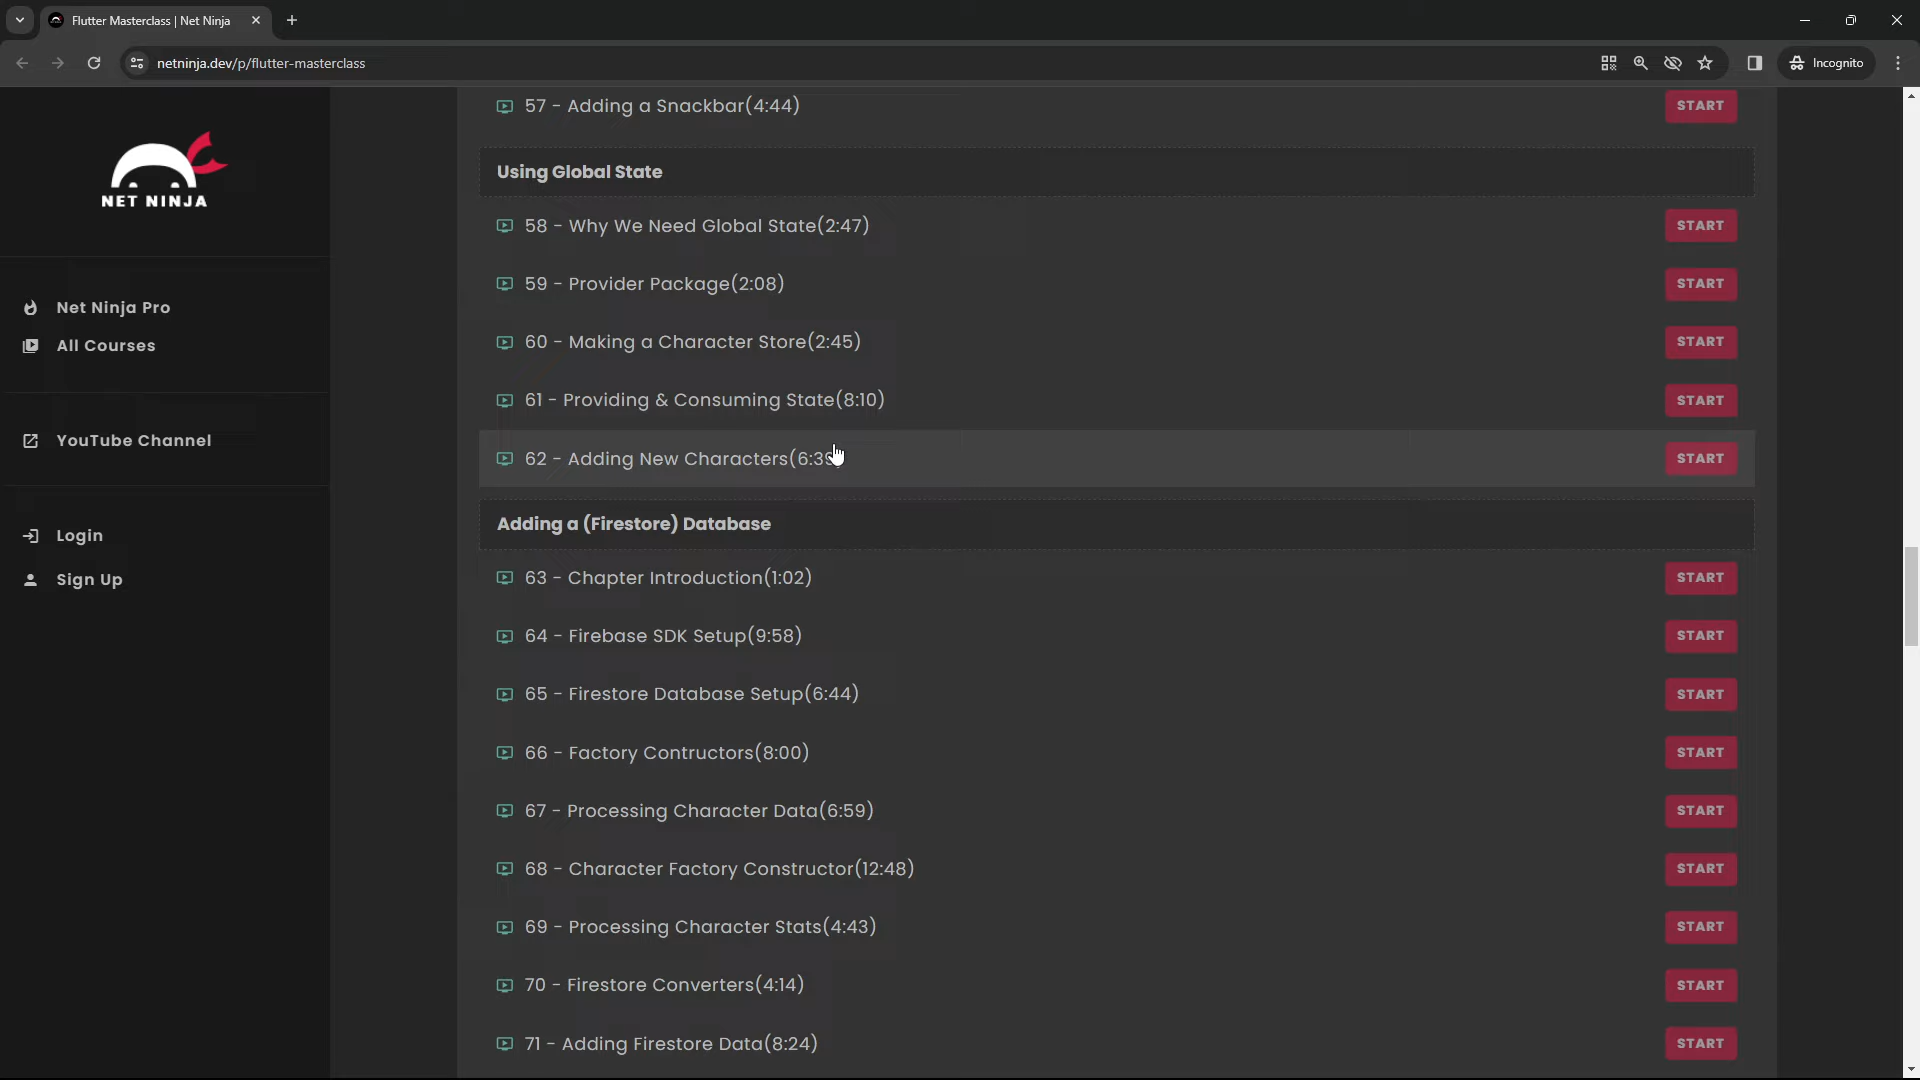 Flutter Masterclass | Net Ninja
netninja.dev/p/flutter-masterclass
Incognito
NET NINJA
Net Ninja Pro
All Courses
YouTube Channel
Login
Sign Up
57 - Adding a Snackbar(4:44)
START
Using Global State
58 - Why We Need Global State(2:47)
START
59 - Provider Package(2:08)
START
60 - Making a Character Store(2:45)
START
61 - Providing & Consuming State(8:10)
START
62 - Adding New Characters
START
Adding a (Firestore) Database
63 - Chapter Introduction(1:02)
START
64 - Firebase SDK Setup(9:58)
START
65 - Firestore Database Setup(6:44)
START
66 - Factory Contructors(8:00)
START
67 - Processing Character Data(6:59)
START
68 - Character Factory Constructor(12:48)
START
69 - Processing Character Stats(4:43)
START
70 - Firestore Converters(4:14)
START
71 - Adding Firestore Data(8:24)
START